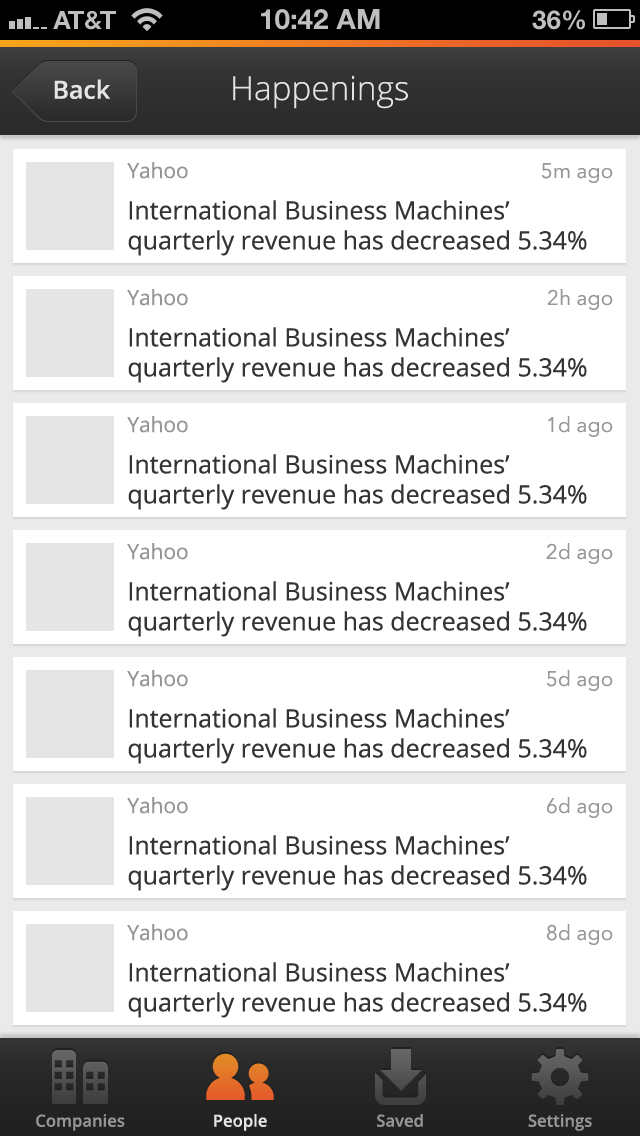 AT&T 10:42 AM 36%
Back Happenings
Yahoo 5m ago
International Business Machines’
quarterly revenue has decreased 5.34%
Yahoo 2h ago
International Business Machines’
quarterly revenue has decreased 5.34%
Yahoo 1d ago
International Business Machines’
quarterly revenue has decreased 5.34%
Yahoo 2d ago
International Business Machines’
quarterly revenue has decreased 5.34%
Yahoo 5d ago
International Business Machines’
quarterly revenue has decreased 5.34%
Yahoo 6d ago
International Business Machines’
quarterly revenue has decreased 5.34%
Yahoo 8d ago
International Business Machines’
quarterly revenue has decreased 5.34%
Companies People Saved Settings